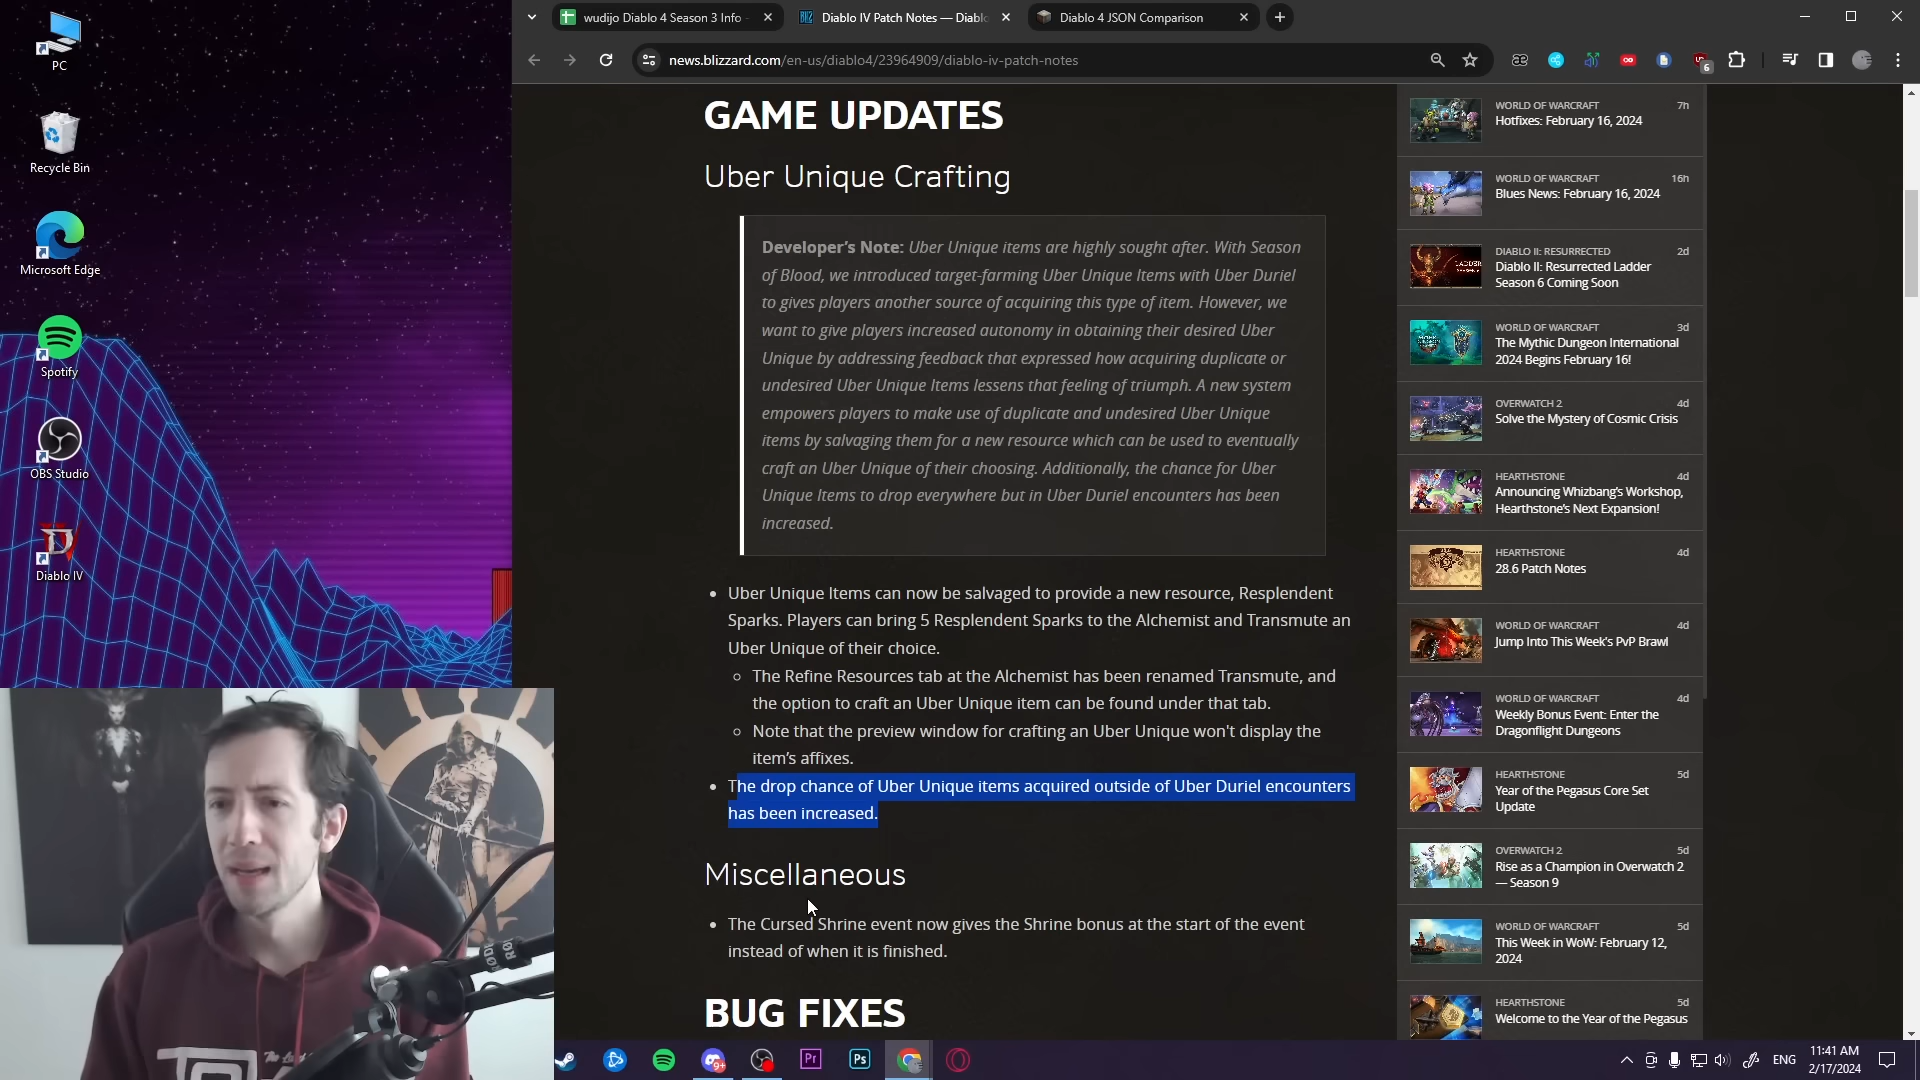 PC
Recycle Bin
Microsoft Edge
Spotify
OBS Studio
Diablo IV
wudijo Diablo 4 Season 3 Info -
Diablo IV Patch Notes — Diablo
Diablo 4 JSON Comparison
news.blizzard.com/en-us/diablo4/23964909/diablo-iv-patch-notes
6
GAME UPDATES
Uber Unique Crafting
Developer's Note: Uber Unique items are highly sought after. With Season
of Blood, we introduced target-farming Uber Unique Items with Uber Duriel
to gives players another source of acquiring this type of item. However, we
want to give players increased autonomy in obtaining their desired Uber
Unique by addressing feedback that expressed how acquiring duplicate or
undesired Uber Unique Items lessens that feeling of triumph. A new system
empowers players to make use of duplicate and undesired Uber Unique
items by salvaging them for a new resource which can be used to eventually
craft an Uber Unique of their choosing. Additionally, the chance for Uber
Unique Items to drop everywhere but in Uber Duriel encounters has been
increased.
Uber Unique Items can now be salvaged to provide a new resource, Resplendent
Sparks. Players can bring 5 Resplendent Sparks to the Alchemist and Transmute an
Uber Unique of their choice.
The Refine Resources tab at the Alchemist has been renamed Transmute, and
the option to craft an Uber Unique item can be found under that tab.
Note that the preview window for crafting an Uber Unique won't display the
item's affixes.
The drop chance of Uber Unique items acquired outside of Uber Duriel encounters
has been increased.
Miscellaneous
The Cursed Shrine event now gives the Shrine bonus at the start of the event
instead of when it is finished.
BUG FIXES
WORLD OF WARCRAFT 7h
Hotfixes: February 16, 2024
WORLD OF WARCRAFT 16h
Blues News: February 16, 2024
DIABLO II: RESURRECTED 2d
Diablo II: Resurrected Ladder
Season 6 Coming Soon
WORLD OF WARCRAFT 3d
The Mythic Dungeon International
2024 Begins February 16!
OVERWATCH 2 4d
Solve the Mystery of Cosmic Crisis
HEARTHSTONE 4d
Announcing Whizbang's Workshop,
Hearthstone's Next Expansion!
HEARTHSTONE 4d
28.6 Patch Notes
WORLD OF WARCRAFT 4d
Jump Into This Week's PvP Brawl
WORLD OF WARCRAFT 4d
Weekly Bonus Event: Enter the
Dragonflight Dungeons
HEARTHSTONE 5d
Year of the Pegasus Core Set
Update
OVERWATCH 2 5d
Rise as a Champion in Overwatch 2
— Season 9
WORLD OF WARCRAFT 5d
This Week in WoW: February 12,
2024
HEARTHSTONE 5d
Welcome to the Year of the Pegasus
9+
Pr
Ps
ENG
11:41 AM
2/17/2024